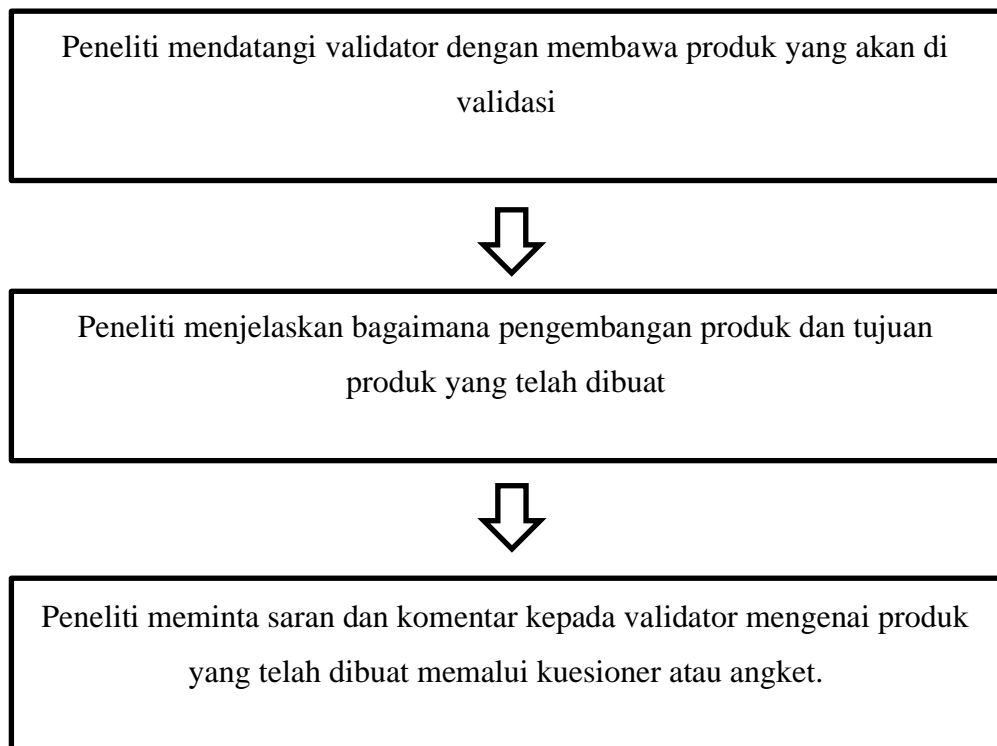 Peneliti mendatangi validator dengan membawa produk yang akan di
validasi
Peneliti menjelaskan bagaimana pengembangan produk dan tujuan
produk yang telah dibuat
Peneliti meminta saran dan komentar kepada validator mengenai produk
yang telah dibuat memalui kuesioner atau angket.